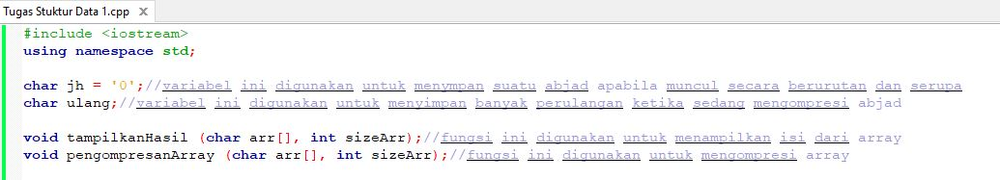 Tugas Stuktur Data 1.cpp
#include <iostream>
using namespace std;
char jh = '0';//variabel ini digunakan untuk menympan suatu abjad apabila muncul secara berurutan dan serupa
char ulang;//variabel ini digunakan untuk menyimpan banyak perulangan ketika sedang mengompresi abjad
void tampilkanHasil (char arr[], int sizeArr);//fungsi ini digunakan untuk menampilkan isi dari array
void pengompresanArray (char arr[], int sizeArr);//fungsi ini digunakan untuk mengompresi array